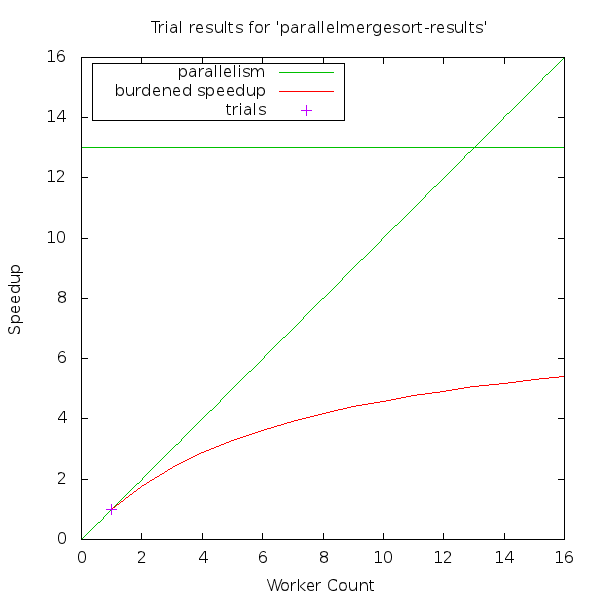 Trial results for 'parallelmergesort-results'
parallelism
burdened speedup
trials
16
14
12
10
8
6
4
2
0
Speedup
0 2 4 6 8 10 12 14 16
Worker Count